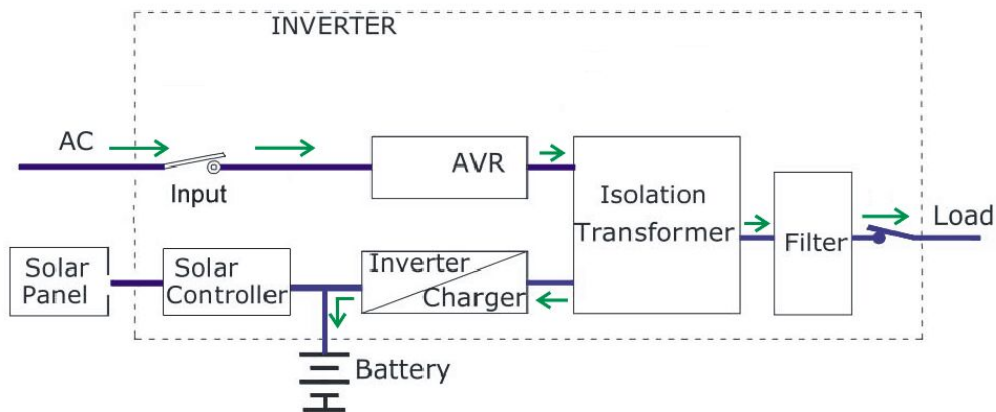 INVERTER
AC
Input
AVR
Isolation
Transformer
Filter
Load
Solar
Panel
Solar
Controller
Inverter
Charger
Battery